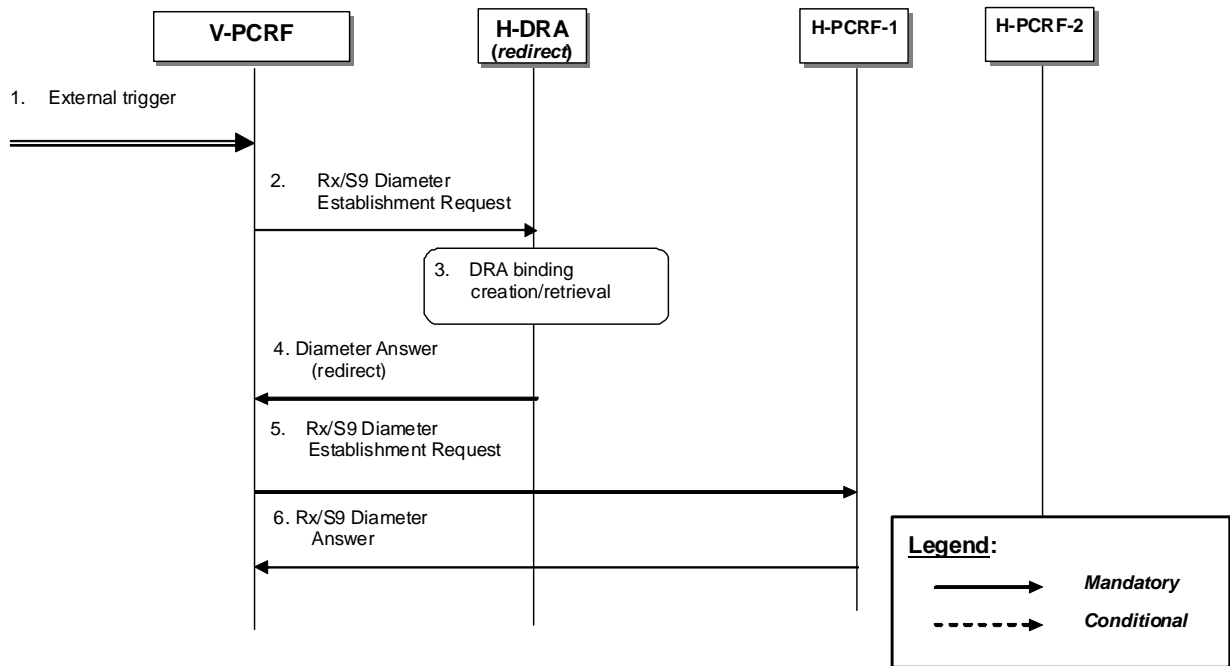 V-PCRF
H-DRA
(redirect)
H-PCRF-1
H-PCRF-2
1. External trigger
2. Rx/S9 Diameter
Establishment Request
3. DRA binding
creation/retrieval
4. Diameter Answer
(redirect)
5. Rx/S9 Diameter
Establishment Request
6. Rx/S9 Diameter
Answer
Legend:
Mandatory
Conditional